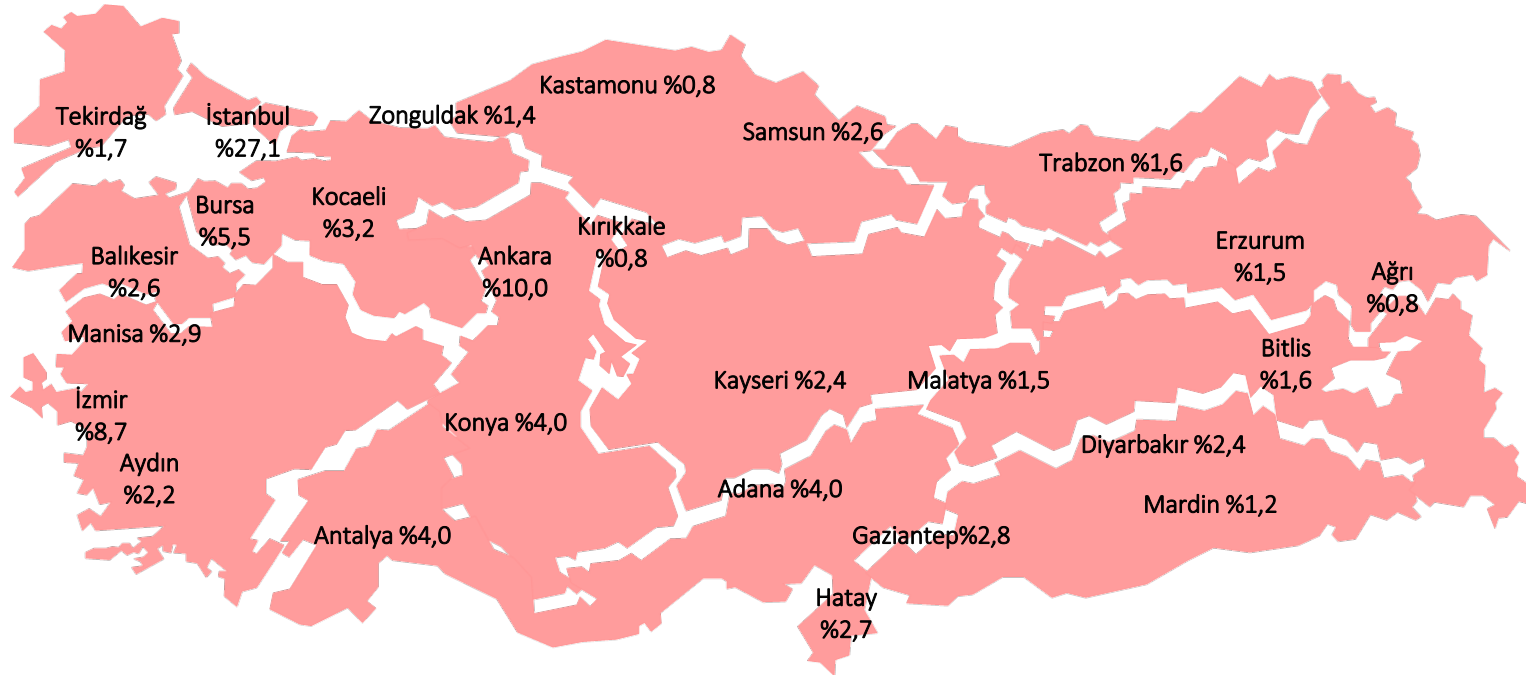 Kastamonu %0,8
Tekirdağ
%1,7
İstanbul
%27,1
Zonguldak %1,4
Samsun %2,6
Trabzon %1,6
Bursa
%5,5
Kocaeli
%3,2
Kırıkkale
%0,8
Balıkesir
%2,6
Ankara
%10,0
Erzurum
%1,5
Ağrı
%0,8
Manisa %2,9
Bitlis
%1,6
Kayseri %2,4
Malatya %1,5
İzmir
%8,7
Konya %4,0
Diyarbakır %2,4
Aydın
%2,2
Adana %4,0
Mardin %1,2
Antalya %4,0
Gaziantep%2,8
Hatay
%2,7